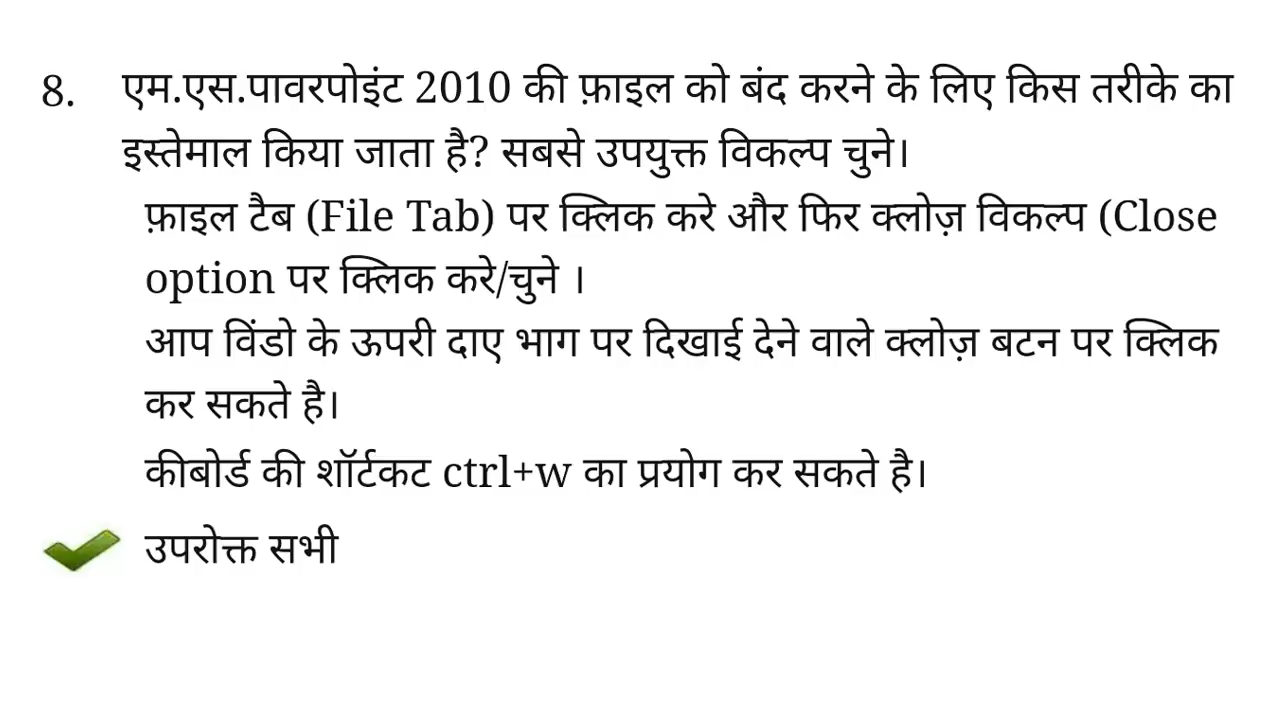 8. एम.एस.पावरपोइंट 2010 की फ़ाइल को बंद करने के लिए किस तरीके का
इस्तेमाल किया जाता है? सबसे उपयुक्त विकल्प चुने।
फ़ाइल टैब (File Tab) पर क्लिक करे और फिर क्लोज़ विकल्प (Close
option पर क्लिक करे/चुने ।
आप विंडो के ऊपरी दाए भाग पर दिखाई देने वाले क्लोज़ बटन पर क्लिक
कर सकते है।
कीबोर्ड की शॉर्टकट ctrl+w का प्रयोग कर सकते है।
उपरोक्त सभी